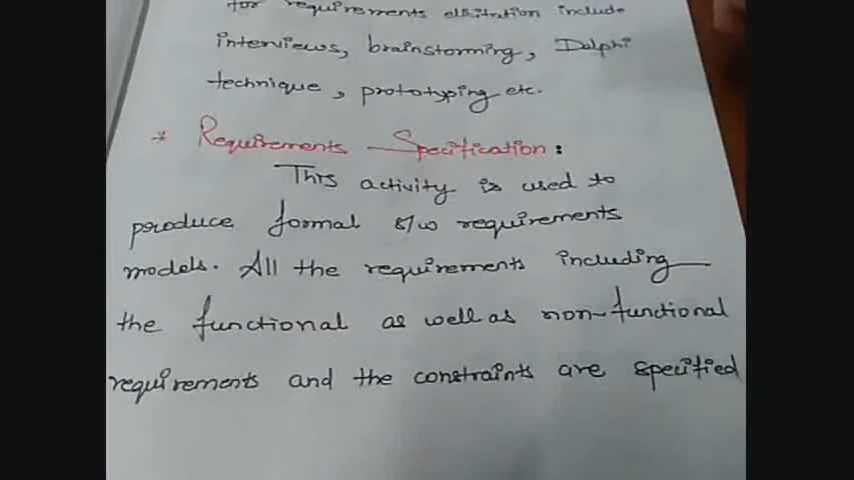 for requirements elicitation include
interviews, brainstorming, Delphi
technique, prototyping etc.
* Requirements Specification:
This activity is used to
produce formal s/w requirements
models. All the requirements including
the functional as well as non-functional
requirements and the constraints are specified